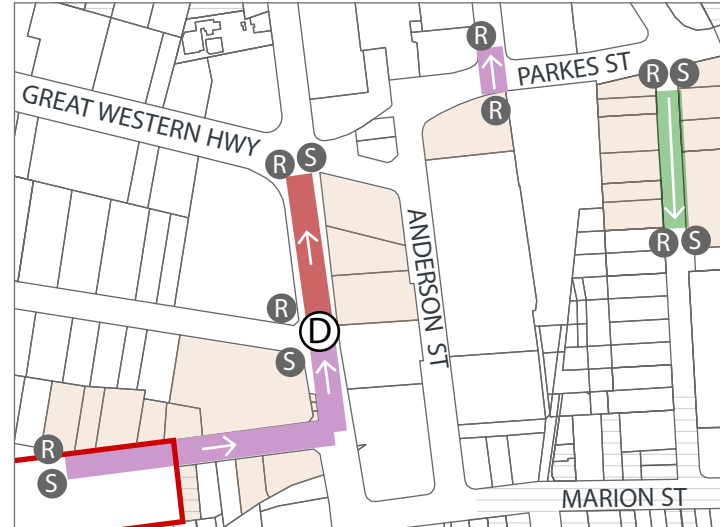 R
PARKES ST
R S
GREAT WESTERN HWY
R
R S
ANDERSON ST
R S
R
D
S
R
S
MARION ST